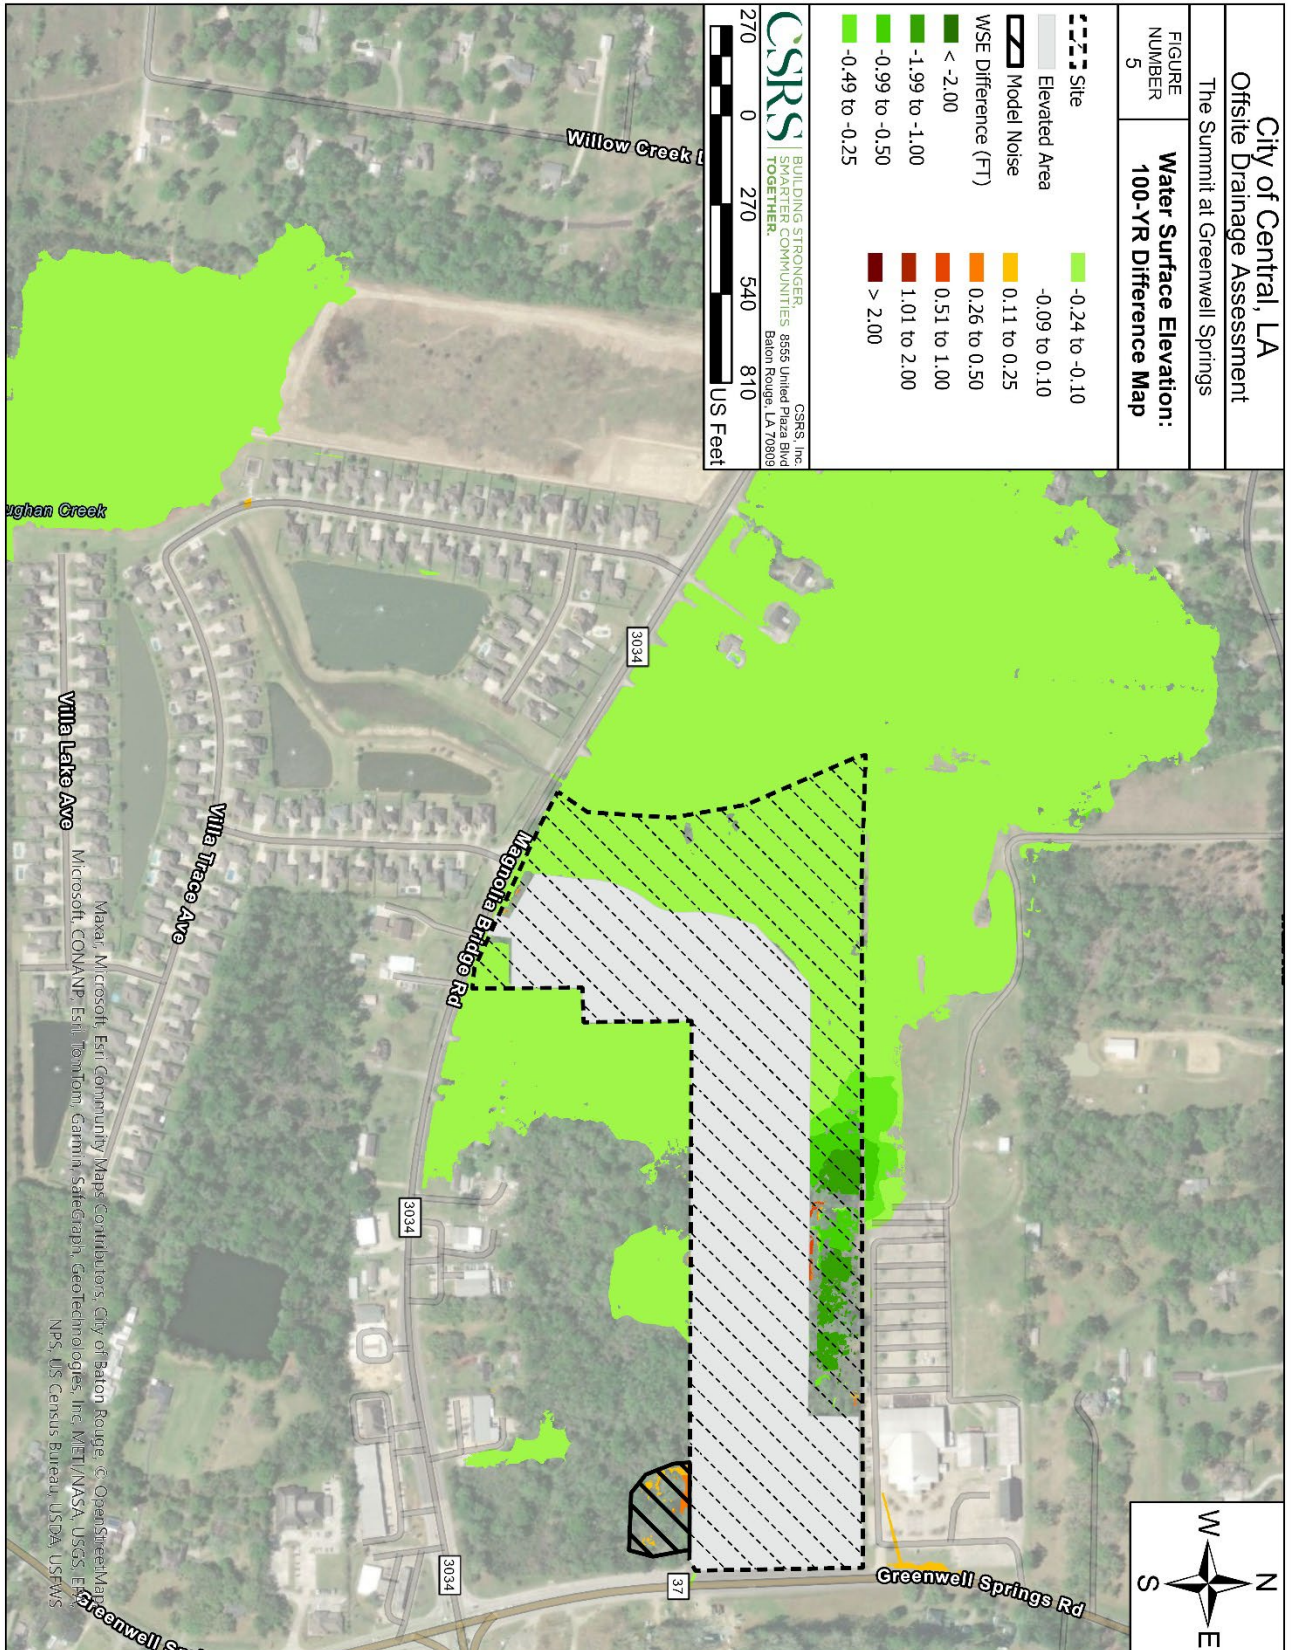 City of Central, LA
Offsite Drainage Assessment
The Summit at Greenwell Springs
FIGURE
NUMBER
5
Water Surface Elevation:
100-YR Difference Map
Site
Elevated Area
Model Noise
WSE Difference (FT)
< -2.00
-1.99 to -1.00
-0.99 to -0.50
-0.49 to -0.25
-0.24 to -0.10
-0.09 to 0.10
0.11 to 0.25
0.26 to 0.50
0.51 to 1.00
1.01 to 2.00
> 2.00
CSRS
BUILDING STRONGER,
SMARTER COMMUNITIES
TOGETHER.
CSRS, Inc.
8555 United Plaza Blvd
Baton Rouge, LA 70809
270 0 270 540 810
US Feet
N
W
E
S
Willow Creek D
ughan Creek
3034
Magnolia Bridge Rd
Villa Lake Ave
Villa Trace Ave
3034
3034
37
Greenwell Springs Rd
Greenwell Sp
Maxar, Microsoft, Esri Community Maps Contributors, City of Baton Rouge, © OpenStreetMap,
Microsoft, CONANP, Esri, TomTom, Garmin, SafeGraph, GeoTechnologies, Inc, METI/NASA, USGS, EPA,
NPS, US Census Bureau, USDA, USFWS